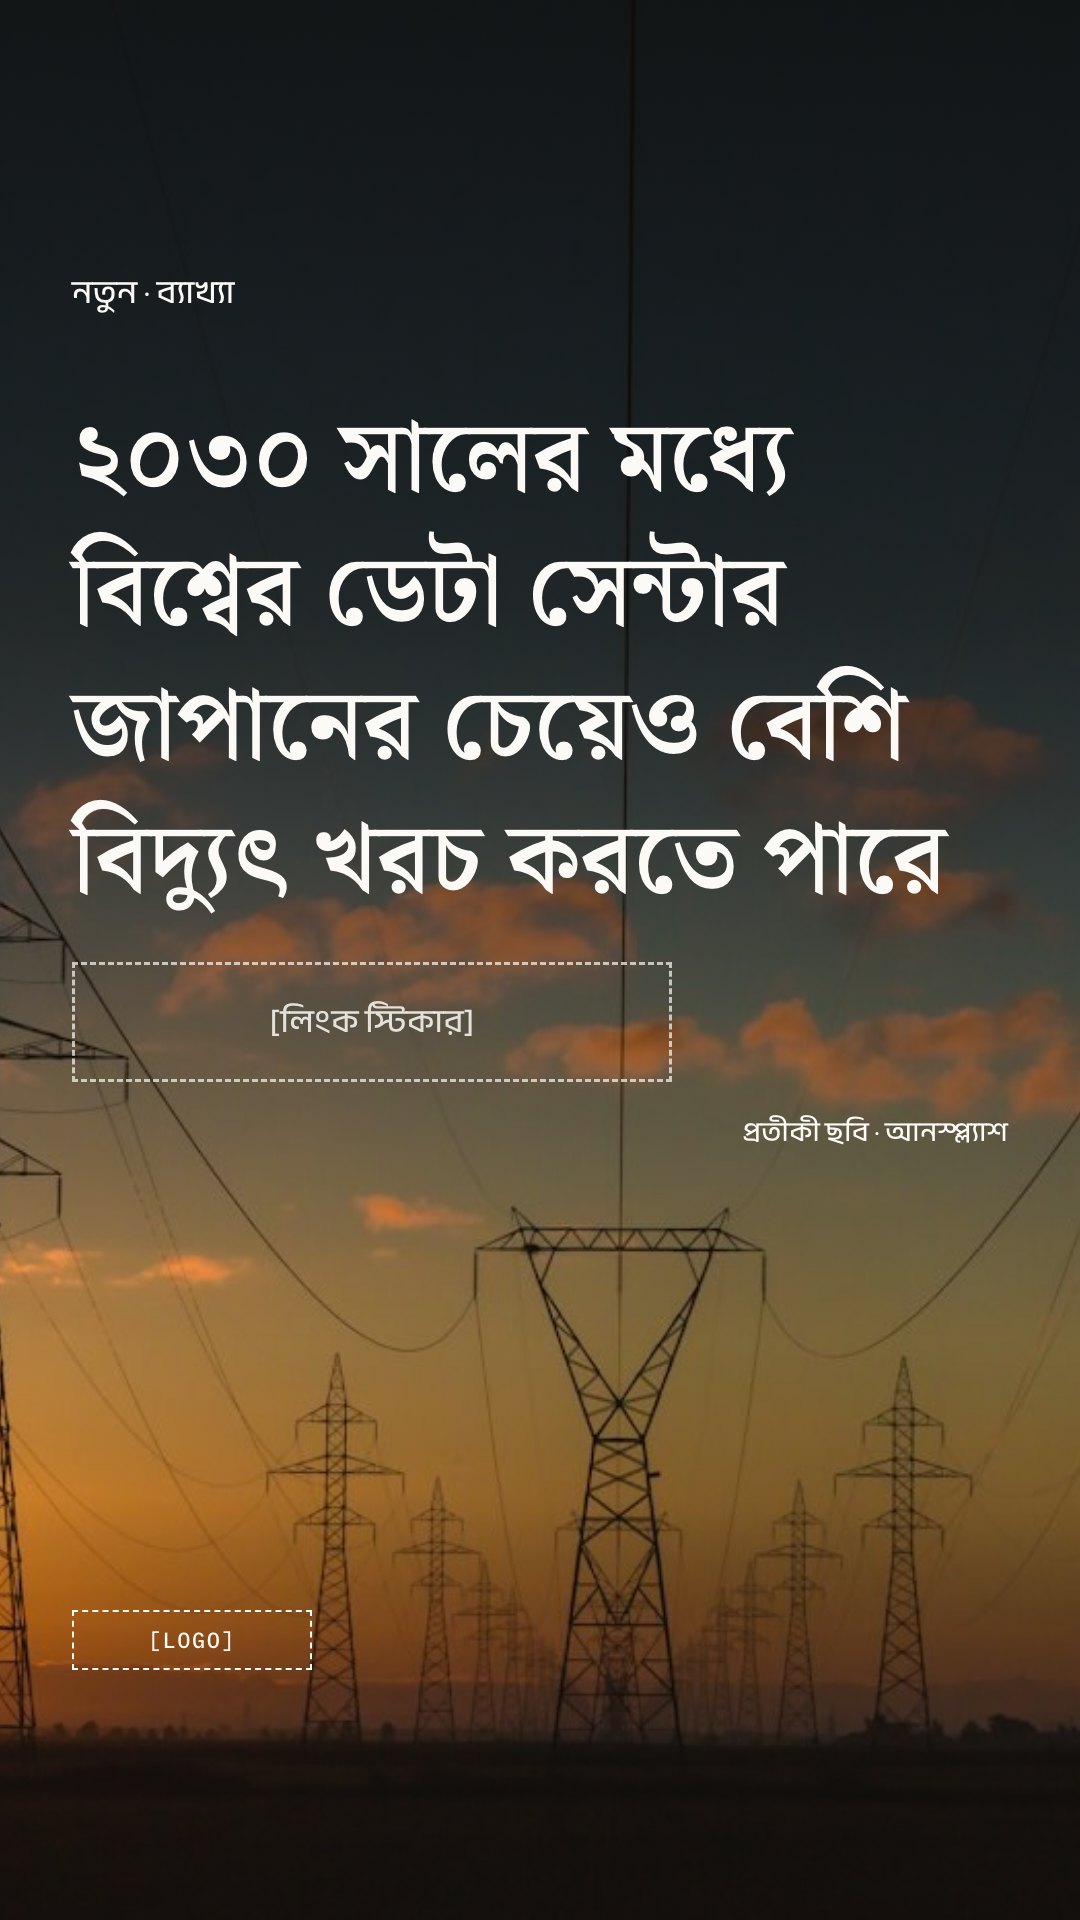 নতুন · ব্যাখ্যা
২০৩০ সালের মধ্যে
বিশ্বের ডেটা সেন্টার
জাপানের চেয়েও বেশি
বিদ্যুৎ খরচ করতে পারে
[লিংক স্টিকার]
প্রতীকী ছবি · আনস্প্ল্যাশ
[LOGO]